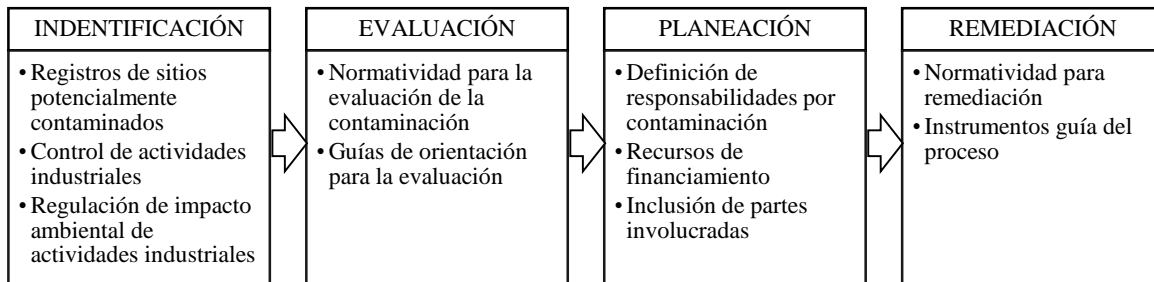 INDENTIFICACIÓN
• Registros de sitios
potencialmente
contaminados
• Control de actividades
industriales
• Regulación de impacto
ambiental de
actividades industriales
EVALUACIÓN
• Normatividad para la
evaluación de la
contaminación
• Guías de orientación
para la evaluación
PLANEACIÓN
• Definición de
responsabilidades por
contaminación
• Recursos de
financiamiento
• Inclusión de partes
involucradas
REMEDIACIÓN
• Normatividad para
remediación
• Instrumentos guía del
proceso